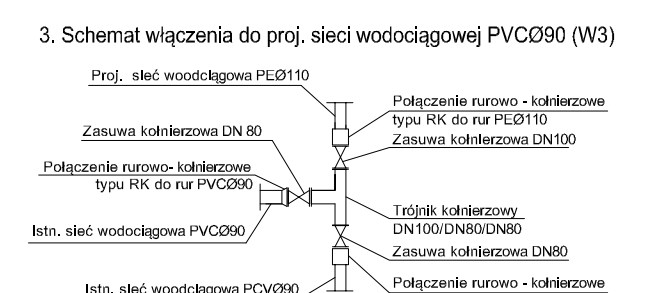 3. Schemat włączenia do proj. sieci wodociągowej PVCØ90 (W3)
Proj. sieć woodciągowa PEØ110
Połączenie rurowo - kołnierzowe
typu RK do rur PEØ110
Zasuwa kołnierzowa DN 80
Zasuwa kołnierzowa DN100
Połączenie rurowo- kołnierzowe
typu RK do rur PVCØ90
Trójnik kołnierzowy
DN100/DN80/DN80
Istn. sieć wodociągowa PVCØ90
Zasuwa kołnierzowa DN80
Połączenie rurowo - kołnierzowe
Istn. sieć woodciągowa PCVØ90